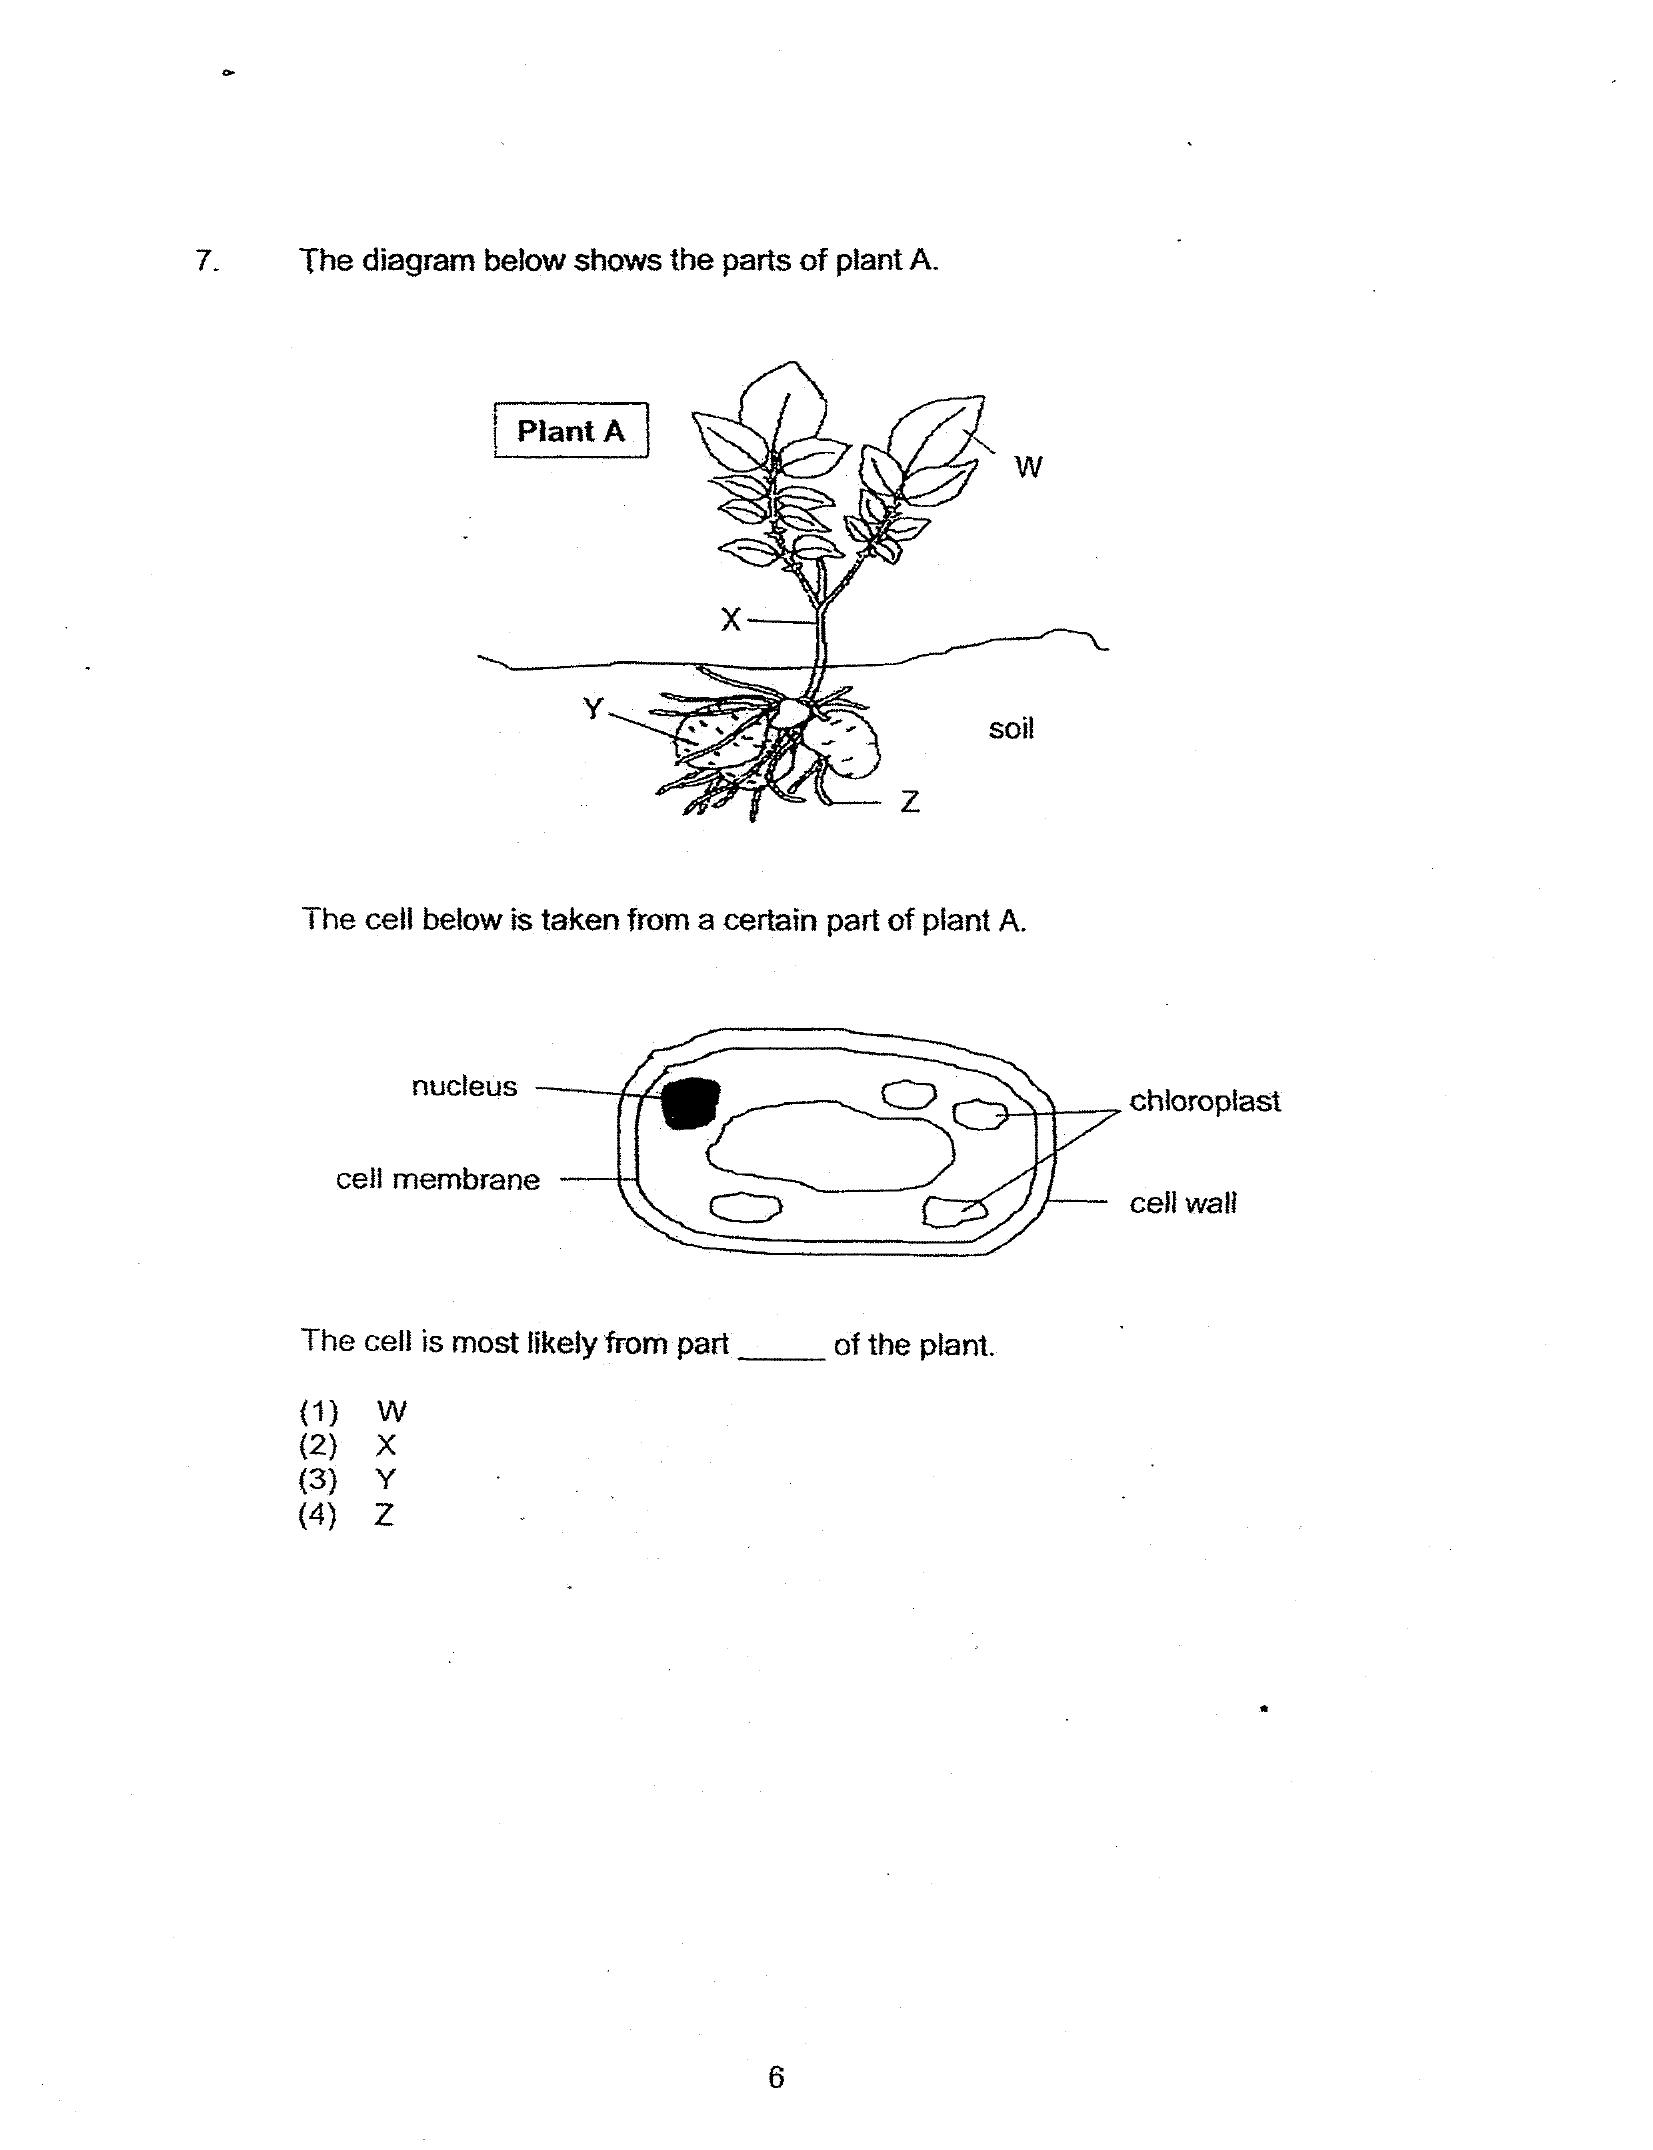 7. The diagram below shows the parts of plant A.
Plant A
W
X
Y
soil
Z
The cell below is taken from a certain part of plant A.
nucleus
chloroplast
cell membrane
cell wall
The cell is most likely from part _____ of the plant.
(1) W
(2) X
(3) Y
(4) Z
6